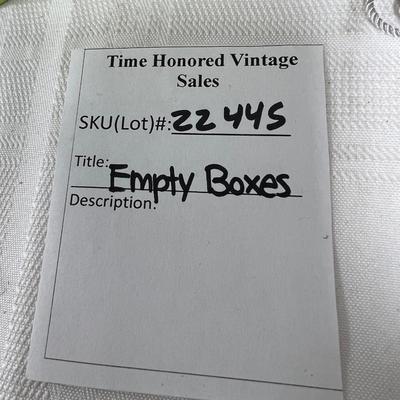 Time Honored Vintage
Sales
SKU(Lot)#: 22445
Title: Empty Boxes
Description: